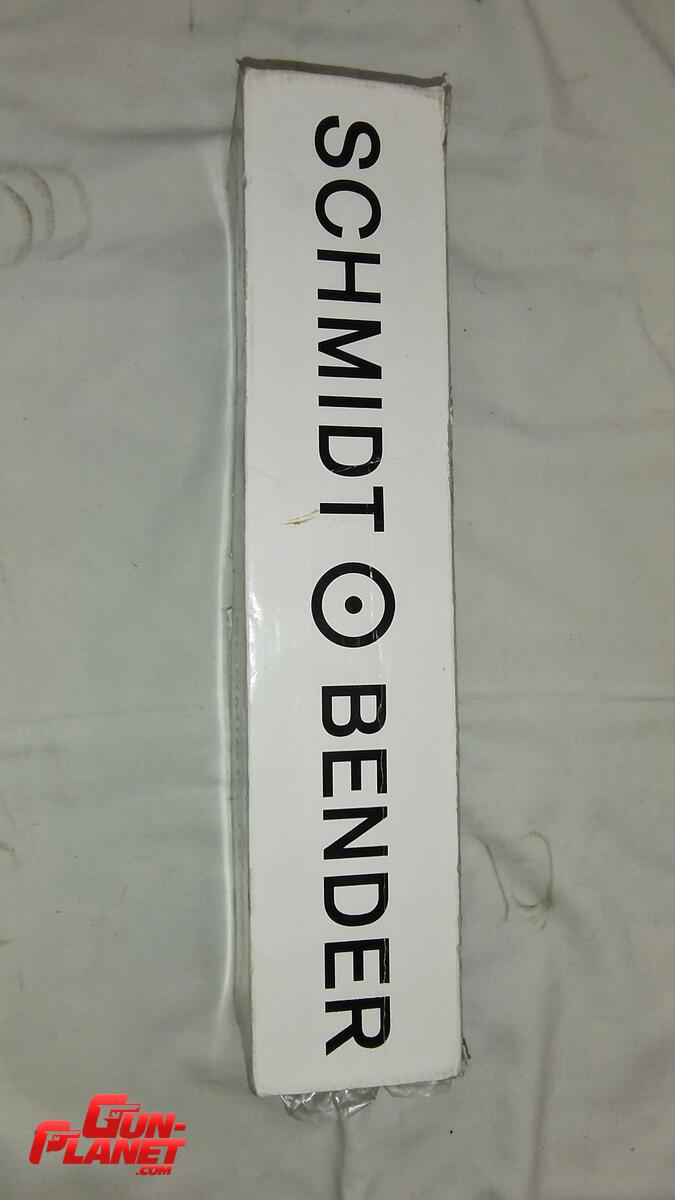 SCHMIDT BENDER
GUN-
PLANET
.COM